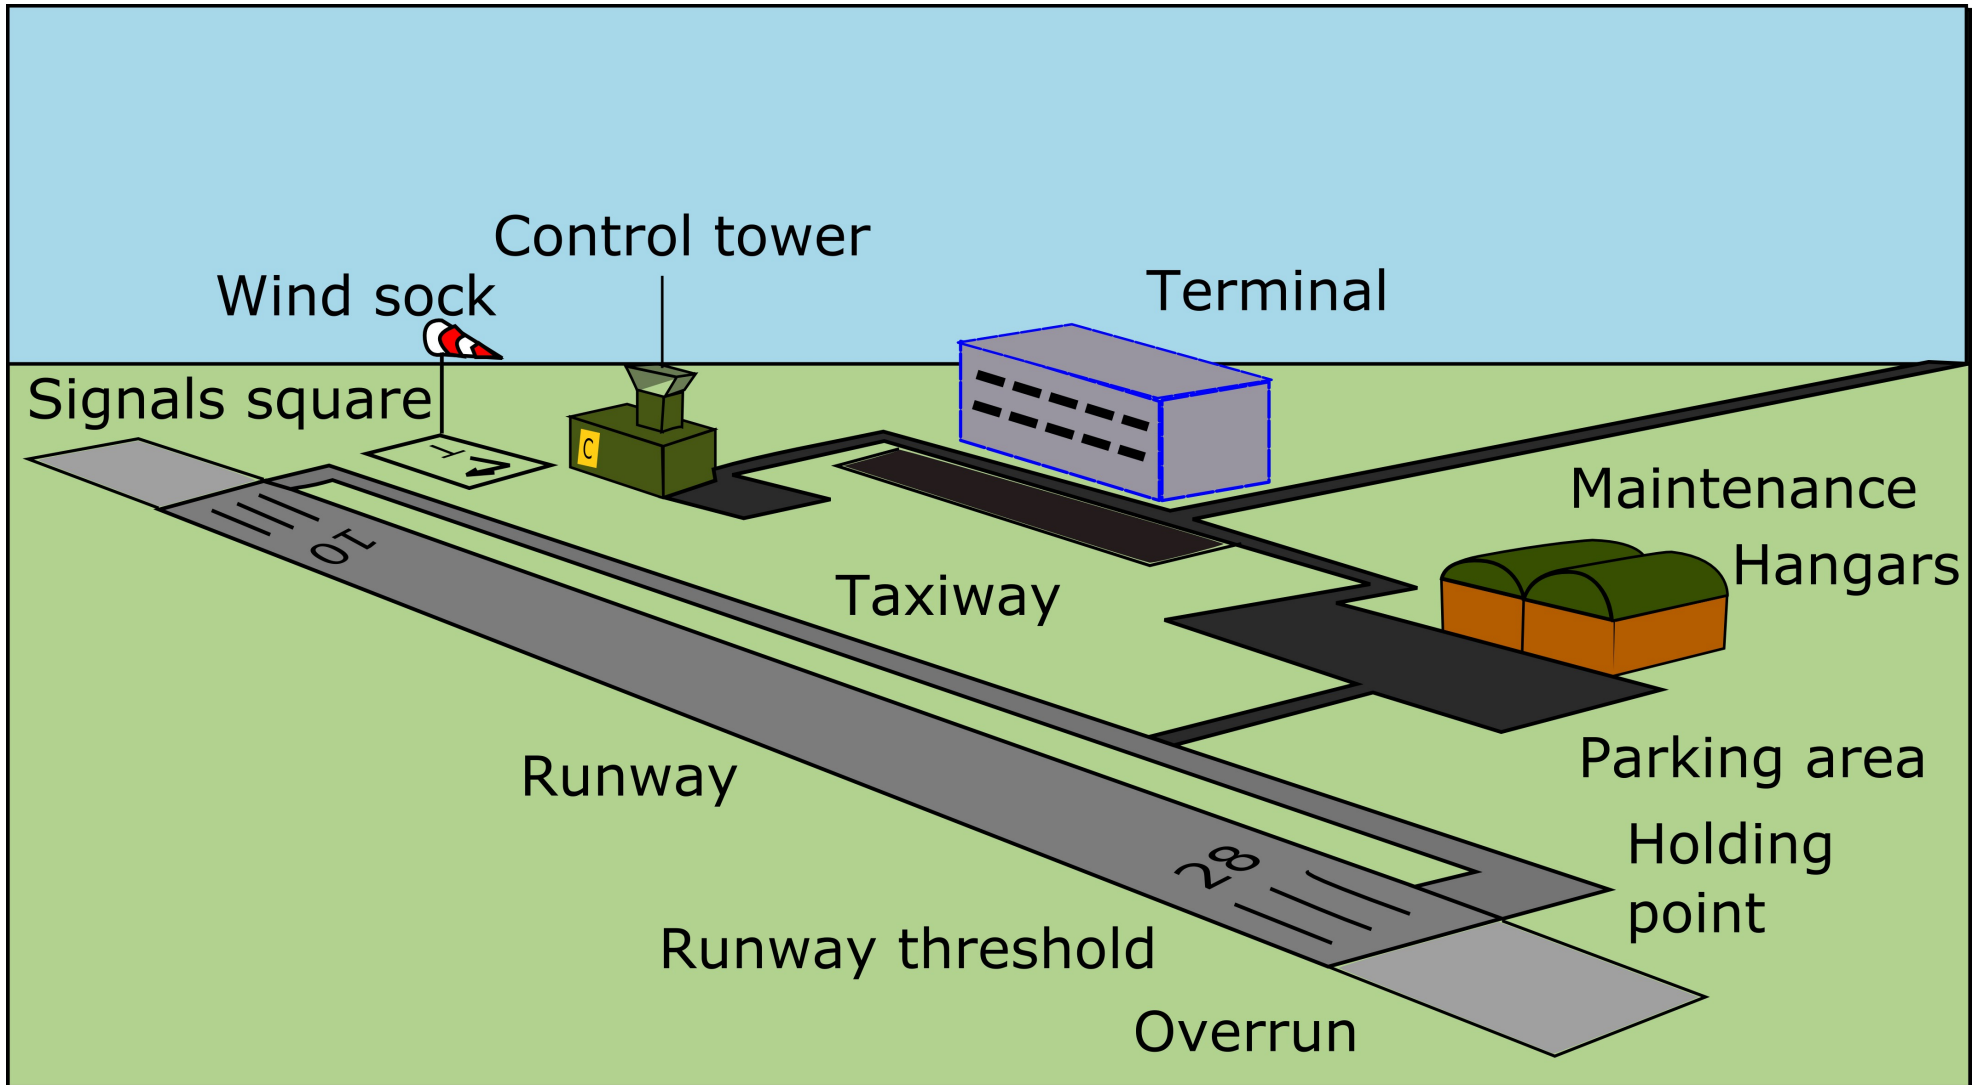 Control tower
Terminal
Wind sock
Signals square
C
Maintenance
Hangars
10
Taxiway
Runway
Parking area
28
Holding
point
Runway threshold
Overrun